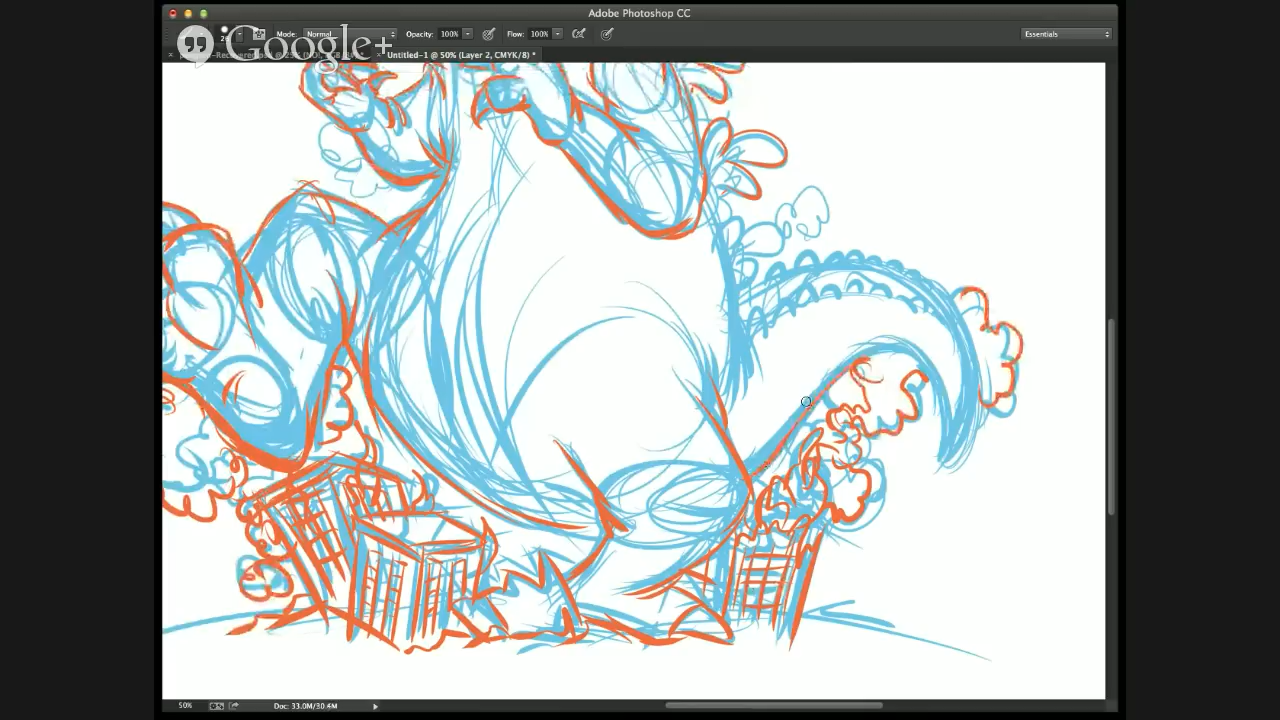 Adobe Photoshop CC
Google+
Mode: Normal Opacity: 100% Flow: 100% Essentials
Untitled-1 @ 50% (Layer 2, CMYK/8) *
50% Doc: 33.0M/30.4M